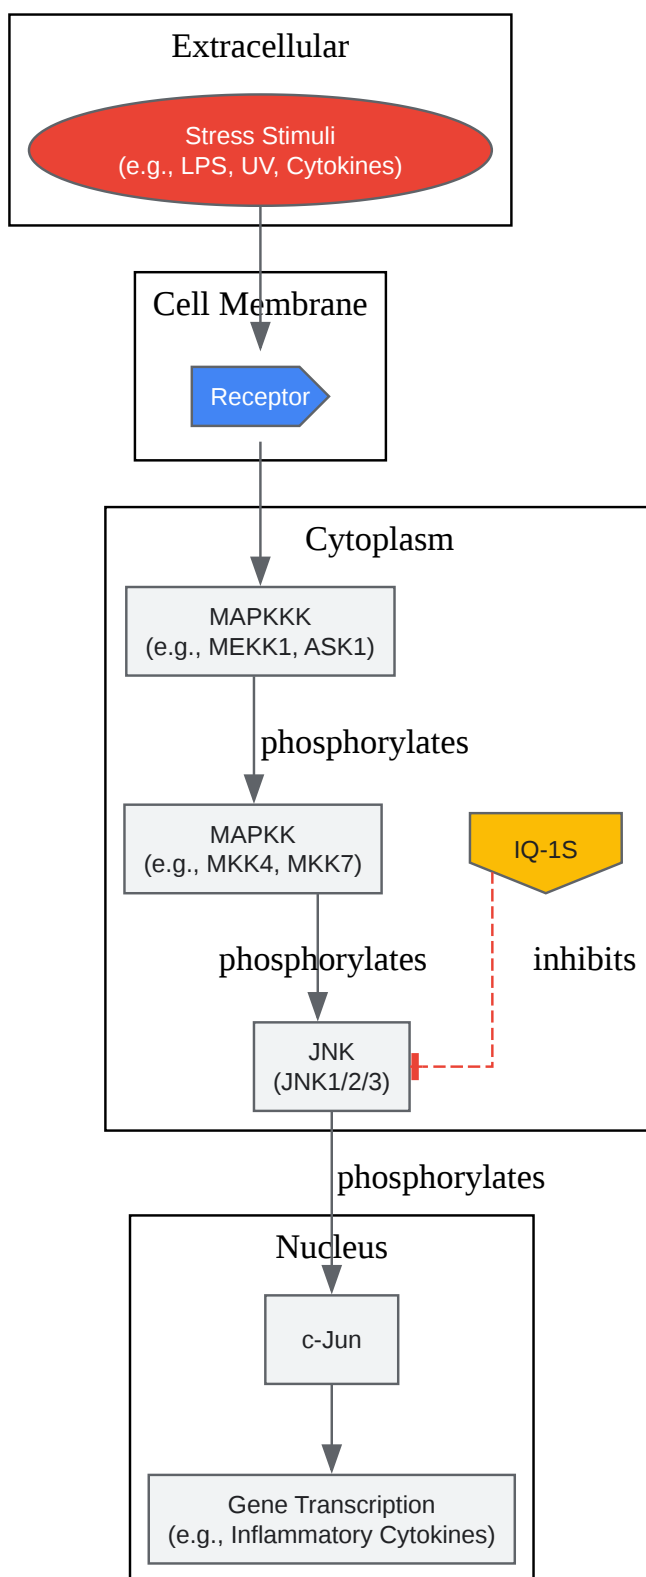 Extracellular
Stress Stimuli
(e.g., LPS, UV, Cytokines)
Cell Membrane
Receptor
Cytoplasm
MAPKKK
(e.g., MEKK1, ASK1)
phosphorylates
MAPKK
(e.g., MKK4, MKK7)
IQ-1S
phosphorylates
inhibits
JNK
(JNK1/2/3)
phosphorylates
Nucleus
c-Jun
Gene Transcription
(e.g., Inflammatory Cytokines)